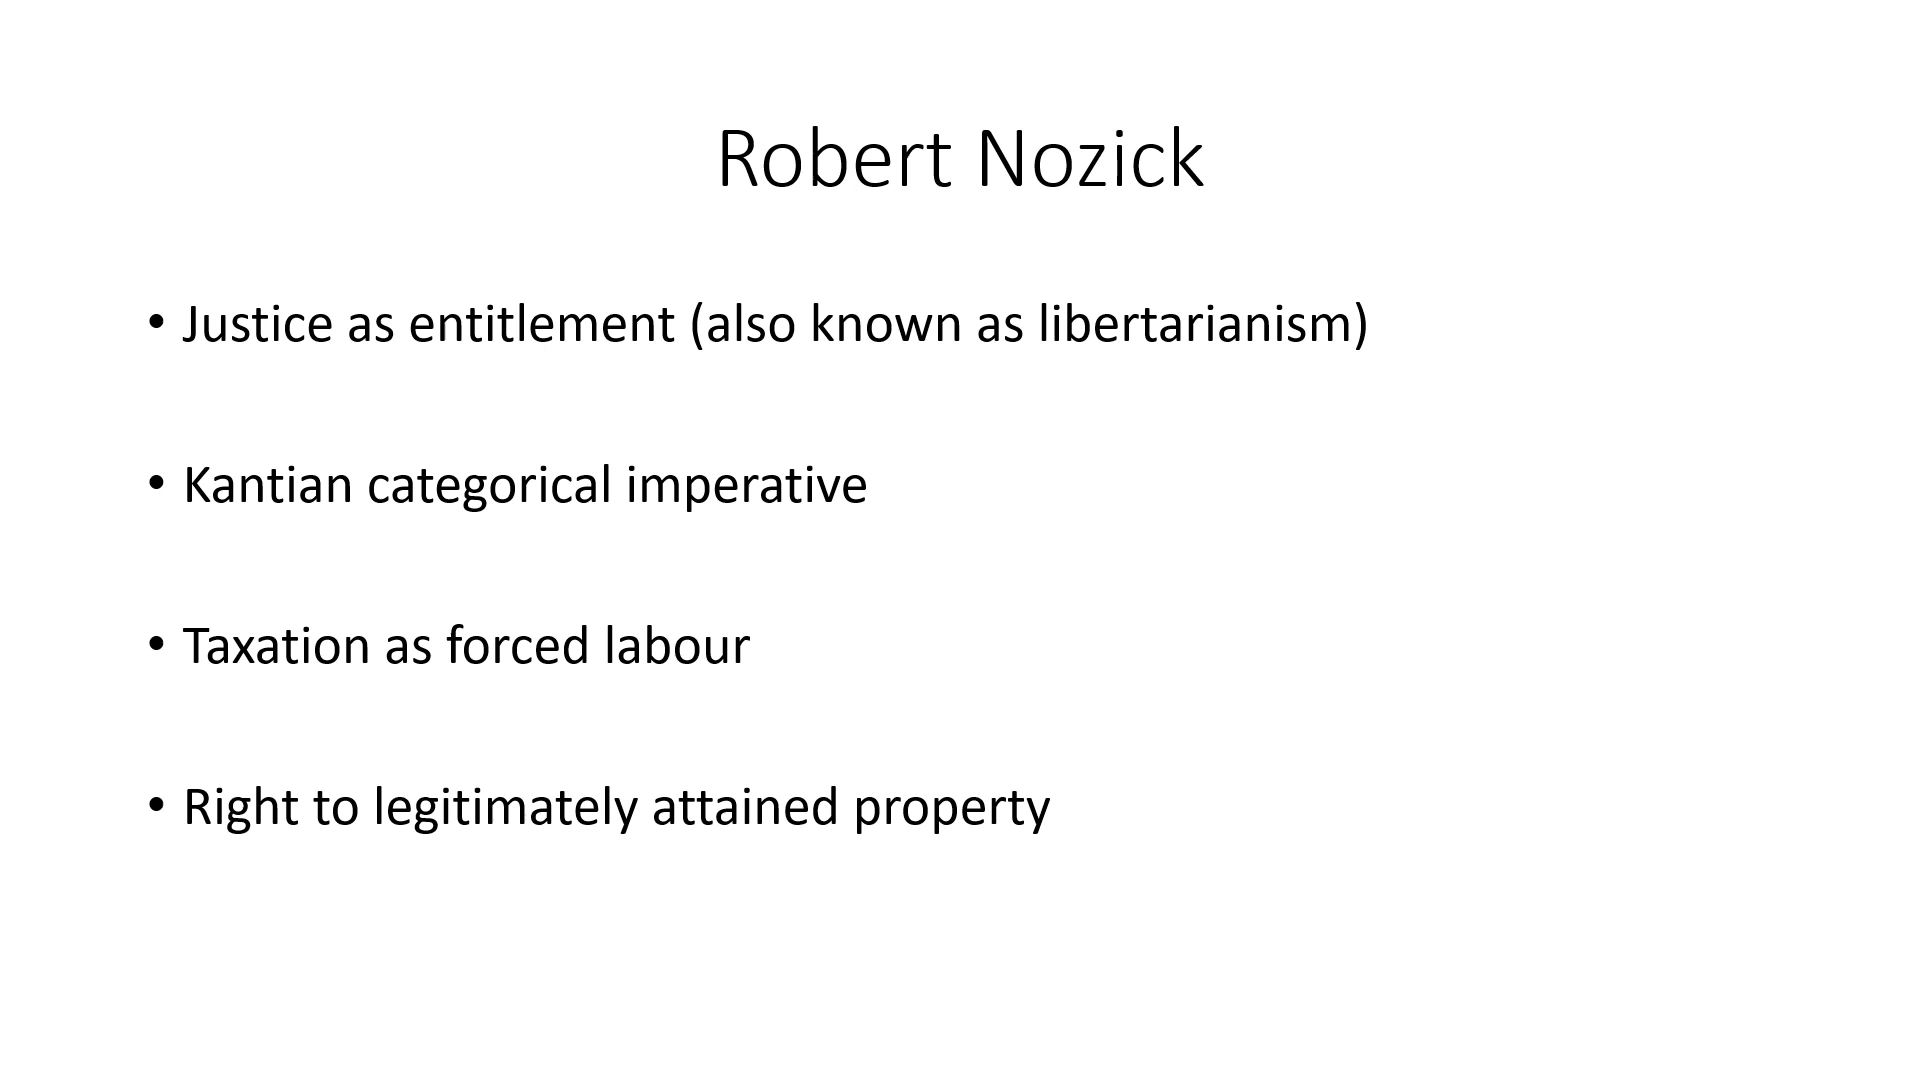 Robert Nozick
• Justice as entitlement (also known as libertarianism)
• Kantian categorical imperative
• Taxation as forced labour
• Right to legitimately attained property